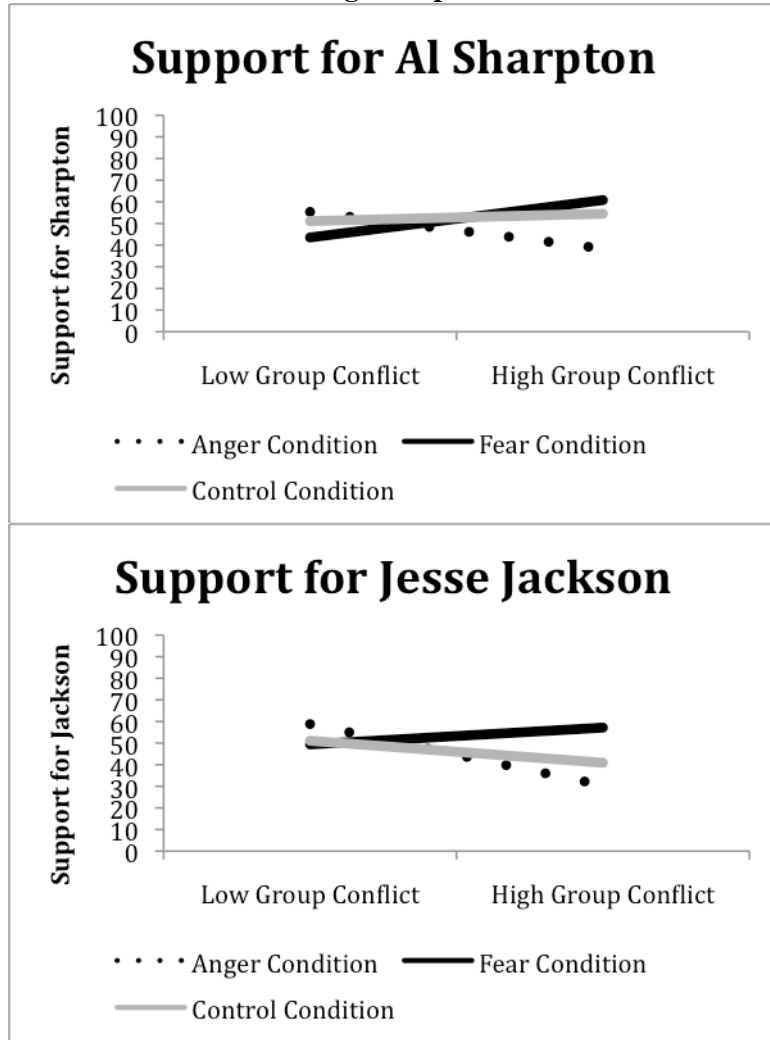 Support for Al Sharpton
100
90
80
70
60
50
40
30
20
10
0
Support for Sharpton
Low Group Conflict High Group Conflict
Anger Condition Fear Condition
Control Condition
Support for Jesse Jackson
100
90
80
70
60
50
40
30
20
10
0
Support for Jackson
Low Group Conflict High Group Conflict
Anger Condition Fear Condition
Control Condition